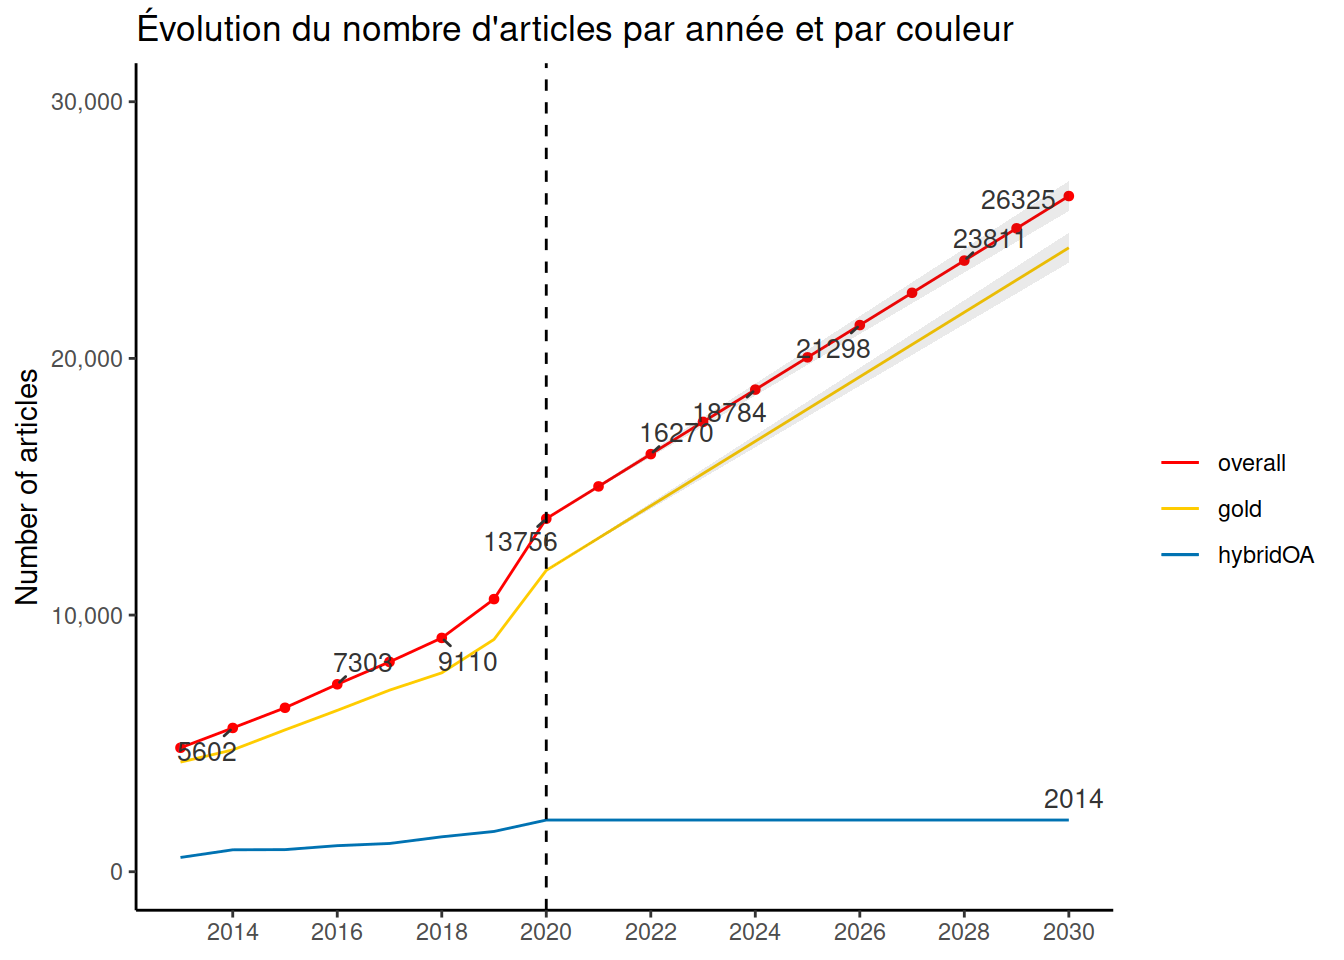 Évolution du nombre d'articles par année et par couleur
Number of articles
30,000
20,000
10,000
0
26325
23811
21298
18784
16270
13756
9110
7303
5602
2014
2014 2016 2018 2020 2022 2024 2026 2028 2030
overall
gold
hybridOA